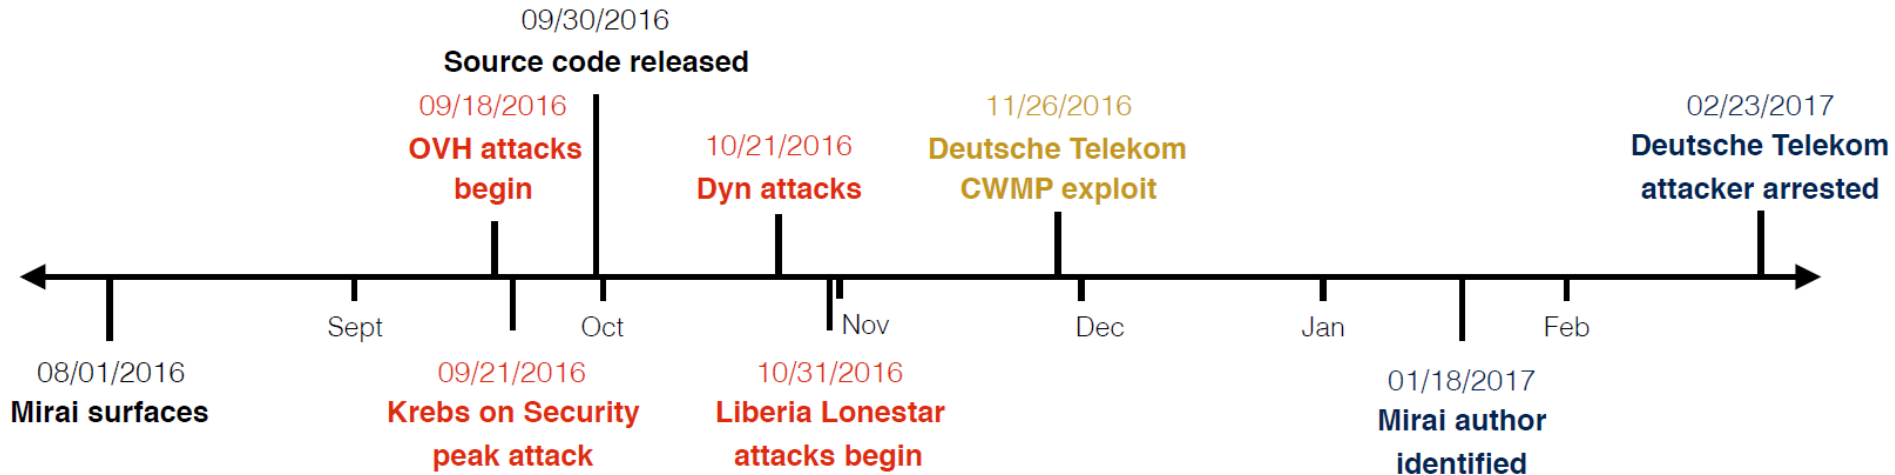 09/30/2016
Source code released
09/18/2016
OVH attacks
begin
10/21/2016
Dyn attacks
11/26/2016
Deutsche Telekom
CWMP exploit
02/23/2017
Deutsche Telekom
attacker arrested
Sept
Oct
Nov
Dec
Jan
Feb
08/01/2016
Mirai surfaces
09/21/2016
Krebs on Security
peak attack
10/31/2016
Liberia Lonestar
attacks begin
01/18/2017
Mirai author
identified